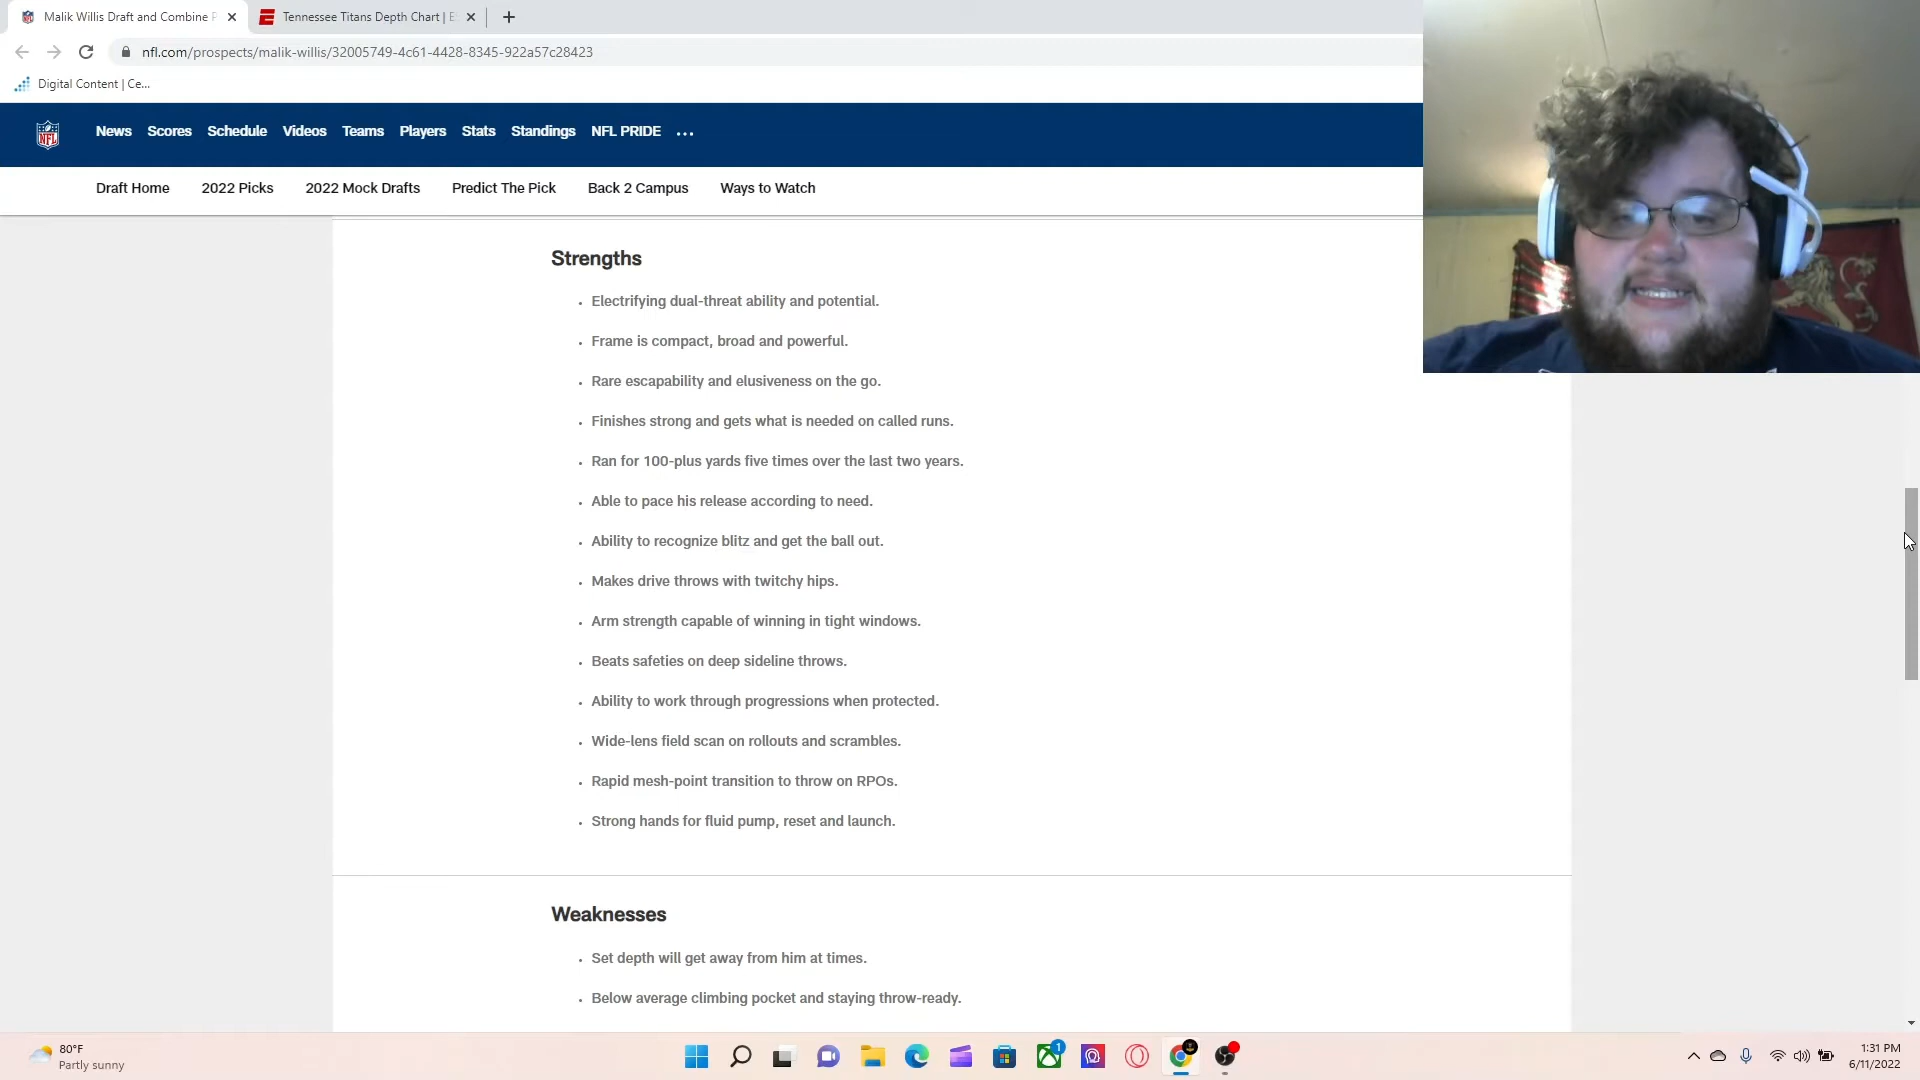 Malik Willis Draft and Combine P
Tennessee Titans Depth Chart | ES
nfl.com/prospects/malik-willis/32005749-4c61-4428-8345-922a57c28423
Digital Content | Ce...
NFL
News Scores Schedule Videos Teams Players Stats Standings NFL PRIDE ...
Draft Home 2022 Picks 2022 Mock Drafts Predict The Pick Back 2 Campus Ways to Watch
Strengths
• Electrifying dual-threat ability and potential.
• Frame is compact, broad and powerful.
• Rare escapability and elusiveness on the go.
• Finishes strong and gets what is needed on called runs.
• Ran for 100-plus yards five times over the last two years.
• Able to pace his release according to need.
• Ability to recognize blitz and get the ball out.
• Makes drive throws with twitchy hips.
• Arm strength capable of winning in tight windows.
• Beats safeties on deep sideline throws.
• Ability to work through progressions when protected.
• Wide-lens field scan on rollouts and scrambles.
• Rapid mesh-point transition to throw on RPOs.
• Strong hands for fluid pump, reset and launch.
Weaknesses
• Set depth will get away from him at times.
• Below average climbing pocket and staying throw-ready.
80°F
Partly sunny
1
1:31 PM
6/11/2022